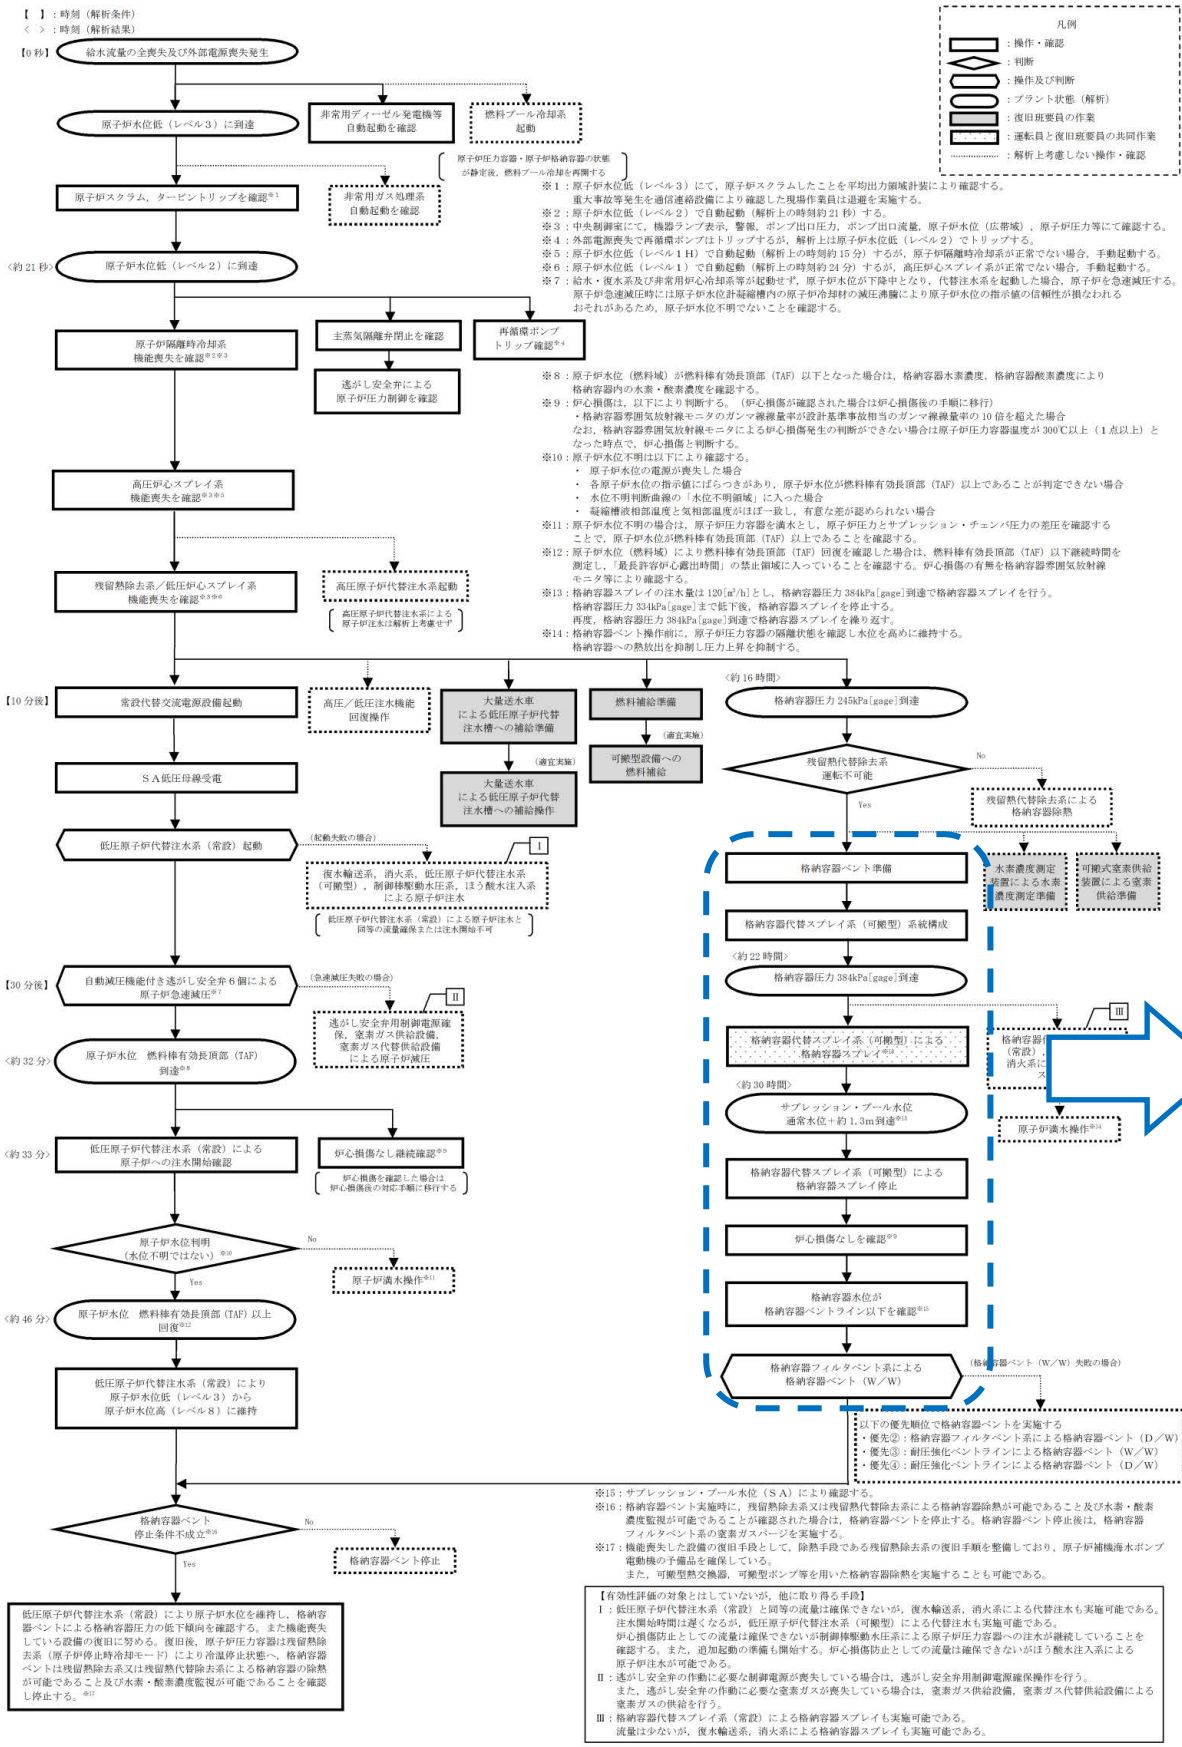 【 】：時刻（解析条件）
〈 〉：時刻（解析結果）
【0秒】
給水流量の全喪失及び外部電源喪失発生
凡例
：操作・確認
：判断
：操作及び判断
：プラント状態（解析）
：復旧班要員の作業
：運転員と復旧班要員の共同作業
：解析上考慮しない操作・確認
原子炉水位低（レベル３）に到達
非常用ディーゼル発電機等
自動起動を確認
燃料プール冷却系
起動
原子炉圧力容器・原子炉格納容器の状態
が静定後，燃料プール冷却を再開する
原子炉スクラム，タービントリップを確認※1
非常用ガス処理系
自動起動を確認
※１：原子炉水位低（レベル３）にて，原子炉スクラムしたことを平均出力領域計装により確認する。
重大事故等発生を通信連絡設備により確認した現場作業員は退避を実施する。
※２：原子炉水位低（レベル２）で自動起動（解析上の時刻約21秒）する。
※３：中央制御室にて，機器ランプ表示，警報，ポンプ出口圧力，ポンプ出口流量，原子炉水位（広帯域），原子炉圧力等にて確認する。
※４：外部電源喪失で再循環ポンプはトリップするが，解析上は原子炉水位低（レベル２）でトリップする。
※５：原子炉水位低（レベル１Ｈ）で自動起動（解析上の時刻約15分）するが，原子炉隔離時冷却系が正常でない場合，手動起動する。
※６：原子炉水位低（レベル１）で自動起動（解析上の時刻約24分）するが，高圧炉心スプレイ系が正常でない場合，手動起動する。
※７：給水・復水系及び非常用炉心冷却系等が起動せず，原子炉水位が下降中となり，代替注水系を起動した場合，原子炉を急速減圧する。
原子炉急速減圧時には原子炉水位計凝縮槽内の原子炉冷却材の減圧沸騰により原子炉水位の指示値の信頼性が損なわれる
おそれがあるため，原子炉水位不明でないことを確認する。
〈約21秒〉
原子炉水位低（レベル２）に到達
原子炉隔離時冷却系
機能喪失を確認※2※3
主蒸気隔離弁閉止を確認
再循環ポンプ
トリップ確認※4
逃がし安全弁による
原子炉圧力制御を確認
※８：原子炉水位（燃料域）が燃料棒有効長頂部（TAF）以下となった場合は，格納容器水素濃度，格納容器酸素濃度により
格納容器内の水素・酸素濃度を確認する。
※９：炉心損傷は，以下により判断する。（炉心損傷が確認された場合は炉心損傷後の手順に移行）
・格納容器雰囲気放射線モニタのガンマ線線量率が設計基準事故相当のガンマ線線量率の10倍を超えた場合
なお，格納容器雰囲気放射線モニタによる炉心損傷発生の判断ができない場合は原子炉圧力容器温度が300℃以上（１点以上）と
なった時点で，炉心損傷と判断する。
※10：原子炉水位不明は以下により確認する。
・ 原子炉水位の電源が喪失した場合
・ 各原子炉水位の指示値にばらつきがあり，原子炉水位が燃料棒有効長頂部（TAF）以上であることが判定できない場合
・ 水位不明判断曲線の「水位不明領域」に入った場合
・ 凝縮槽液相部温度と気相部温度がほぼ一致し，有意な差が認められない場合
※11：原子炉水位不明の場合は，原子炉圧力容器を満水とし，原子炉圧力とサプレッション・チェンバ圧力の差圧を確認する
ことで，原子炉水位が燃料棒有効長頂部（TAF）以上であることを確認する。
※12：原子炉水位（燃料域）により燃料棒有効長頂部（TAF）回復を確認した場合は，燃料棒有効長頂部（TAF）以下継続時間を
測定し，「最長許容炉心露出時間」の禁止領域に入っていることを確認する。炉心損傷の有無を格納容器雰囲気放射線
モニタ等により確認する。
※13：格納容器スプレイの注水量は120[m³/h]とし，格納容器圧力384kPa[gage]到達で格納容器スプレイを行う。
格納容器圧力334kPa[gage]まで低下後，格納容器スプレイを停止する。
再度，格納容器圧力384kPa[gage]到達で格納容器スプレイを繰り返す。
※14：格納容器ベント操作前に，原子炉圧力容器の隔離状態を確認し水位を高めに維持する。
格納容器への熱放出を抑制し圧力上昇を抑制する。
高圧炉心スプレイ系
機能喪失を確認※3※5
残留熱除去系／低圧炉心スプレイ系
機能喪失を確認※3※6
高圧原子炉代替注水系起動
高圧原子炉代替注水系による
原子炉注水は解析上考慮せず
【10分後】
常設代替交流電源設備起動
高圧／低圧注水機能
回復操作
大量送水車
による低圧原子炉代替
注水槽への補給準備
燃料補給準備
（適宜実施）
（適宜実施）
大量送水車
による低圧原子炉代替
注水槽への補給操作
可搬型設備への
燃料補給
〈約16時間〉
格納容器圧力245kPa[gage]到達
残留熱代替除去系
運転不可能
No
Yes
残留熱代替除去系による
格納容器除熱
ＳＡ低圧母線受電
低圧原子炉代替注水系（常設）起動
（起動失敗の場合）
Ⅰ
復水輸送系，消火系，低圧原子炉代替注水系
（可搬型），制御棒駆動水圧系，ほう酸水注入系
による原子炉注水
低圧原子炉代替注水系（常設）による原子炉注水と
同等の流量確保または注水開始不可
格納容器ベント準備
水素濃度測定
装置による水素
濃度測定準備
可搬式窒素供給
装置による窒素
供給準備
格納容器代替スプレイ系（可搬型）系統構成
〈約22時間〉
格納容器圧力384kPa[gage]到達
Ⅲ
格納容器代替スプレイ系（可搬型）による
格納容器スプレイ※13
格納容器
（常設），
消火系に
ス
原子炉満水操作※14
〈約30時間〉
サプレッション・プール水位
通常水位＋約1.3m到達※15
格納容器代替スプレイ系（可搬型）による
格納容器スプレイ停止
炉心損傷なしを確認※9
格納容器水位が
格納容器ベントライン以下を確認※15
格納容器フィルタベント系による
格納容器ベント（Ｗ／Ｗ）
（格納容器ベント（Ｗ／Ｗ）失敗の場合）
以下の優先順位で格納容器ベントを実施する
・優先②：格納容器フィルタベント系による格納容器ベント（Ｄ／Ｗ）
・優先③：耐圧強化ベントラインによる格納容器ベント（Ｗ／Ｗ）
・優先④：耐圧強化ベントラインによる格納容器ベント（Ｄ／Ｗ）
【30分後】
自動減圧機能付き逃がし安全弁６個による
原子炉急速減圧※7
（急速減圧失敗の場合）
Ⅱ
逃がし安全弁用制御電源確
保，窒素ガス供給設備，
窒素ガス代替供給設備
による原子炉減圧
〈約32分〉
原子炉水位　燃料棒有効長頂部（TAF）
到達※8
〈約33分〉
低圧原子炉代替注水系（常設）による
原子炉への注水開始確認
炉心損傷なし継続確認※9
炉心損傷を確認した場合は
炉心損傷後の対応手順に移行する
原子炉水位判明
（水位不明ではない）※10
No
Yes
原子炉満水操作※11
〈約46分〉
原子炉水位　燃料棒有効長頂部（TAF）以上
回復※12
低圧原子炉代替注水系（常設）により
原子炉水位低（レベル３）から
原子炉水位高（レベル８）に維持
格納容器ベント
停止条件不成立※16
No
Yes
格納容器ベント停止
低圧原子炉代替注水系（常設）により原子炉水位を維持し，格納容
器ベントによる格納容器圧力の低下傾向を確認する。また機能喪失
している設備の復旧に努める。復旧後，原子炉圧力容器は残留熱除
去系（原子炉停止時冷却モード）により冷温停止状態へ，格納容器
ベントは残留熱除去系又は残留熱代替除去系による格納容器の除熱
が可能であること及び水素・酸素濃度監視が可能であることを確認
し停止する。※17
※15：サプレッション・プール水位（ＳＡ）により確認する。
※16：格納容器ベント実施時に，残留熱除去系又は残留熱代替除去系による格納容器除熱が可能であること及び水素・酸素
濃度監視が可能であることが確認された場合は，格納容器ベントを停止する。格納容器ベント停止後は，格納容器
フィルタベント系の窒素ガスパージを実施する。
※17：機能喪失した設備の復旧手段として，除熱手段である残留熱除去系の復旧手順を整備しており，原子炉補機海水ポンプ
電動機の予備品を確保している。
また，可搬型熱交換器，可搬型ポンプ等を用いた格納容器除熱を実施することも可能である。
【有効性評価の対象とはしていないが，他に取り得る手段】
Ⅰ：低圧原子炉代替注水系（常設）と同等の流量は確保できないが，復水輸送系，消火系による代替注水も実施可能である。
注水開始時間は遅くなるが，低圧原子炉代替注水系（可搬型）による代替注水も実施可能である。
炉心損傷防止としての流量は確保できないが制御棒駆動水圧系による原子炉圧力容器への注水が継続していることを
確認する。また，追加起動の準備も開始する。炉心損傷防止としての流量は確保できないがほう酸水注入系による
原子炉注水が可能である。
Ⅱ：逃がし安全弁の作動に必要な制御電源が喪失している場合は，逃がし安全弁用制御電源確保操作を行う。
また，逃がし安全弁の作動に必要な窒素ガスが喪失している場合は，窒素ガス供給設備，窒素ガス代替供給設備による
窒素ガスの供給を行う。
Ⅲ：格納容器代替スプレイ系（常設）による格納容器スプレイも実施可能である。
流量は少ないが，復水輸送系，消火系による格納容器スプレイも実施可能である。